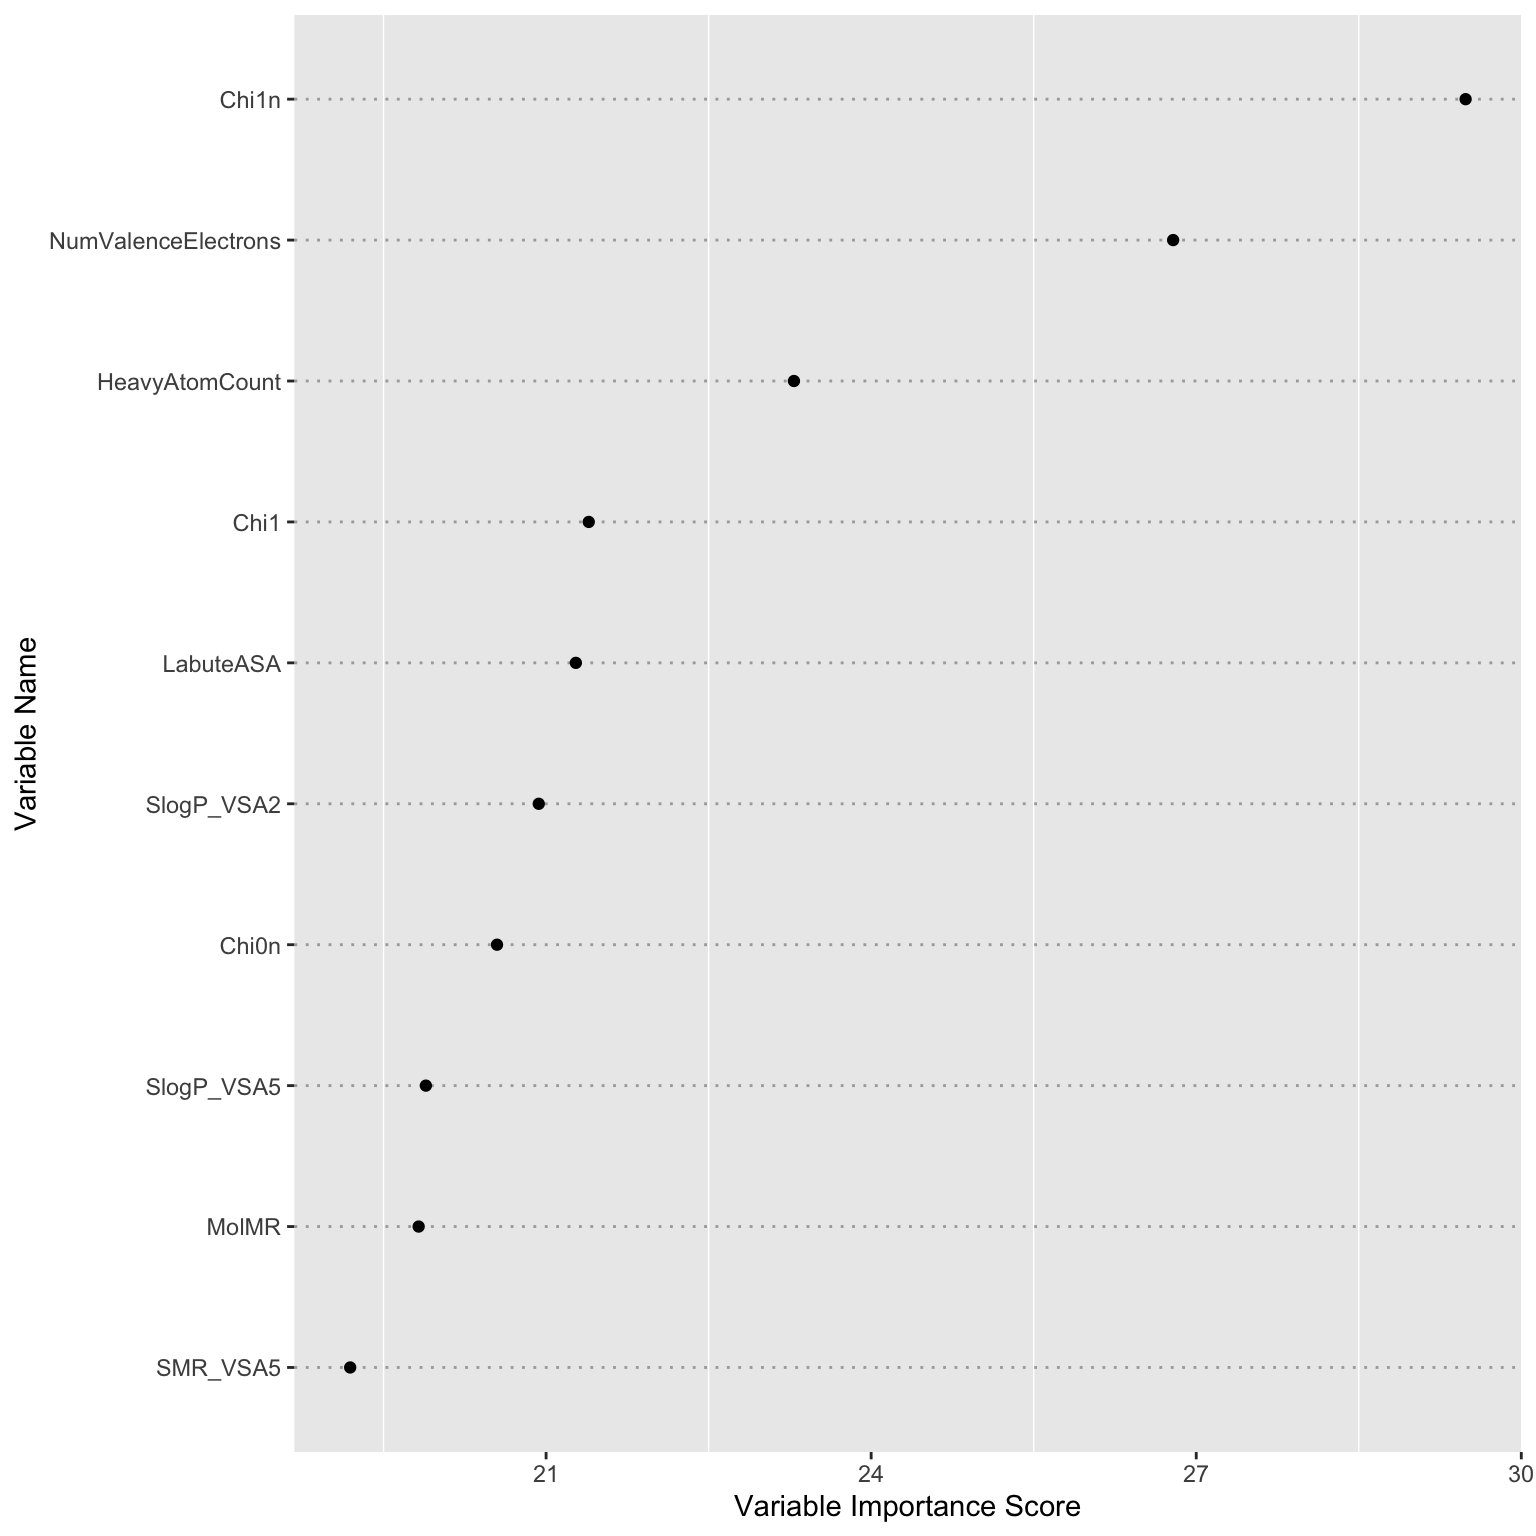 Chi1n
NumValenceElectrons
HeavyAtomCount
Chi1
LabuteASA
SlogP_VSA2
Chi0n
SlogP_VSA5
MolMR
SMR_VSA5
Variable Name
21 24 27 30
Variable Importance Score